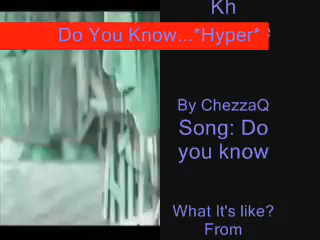 Kh
Do You Know...*Hyper*
By ChezzaQ
Song: Do
you know
What It's like?
From